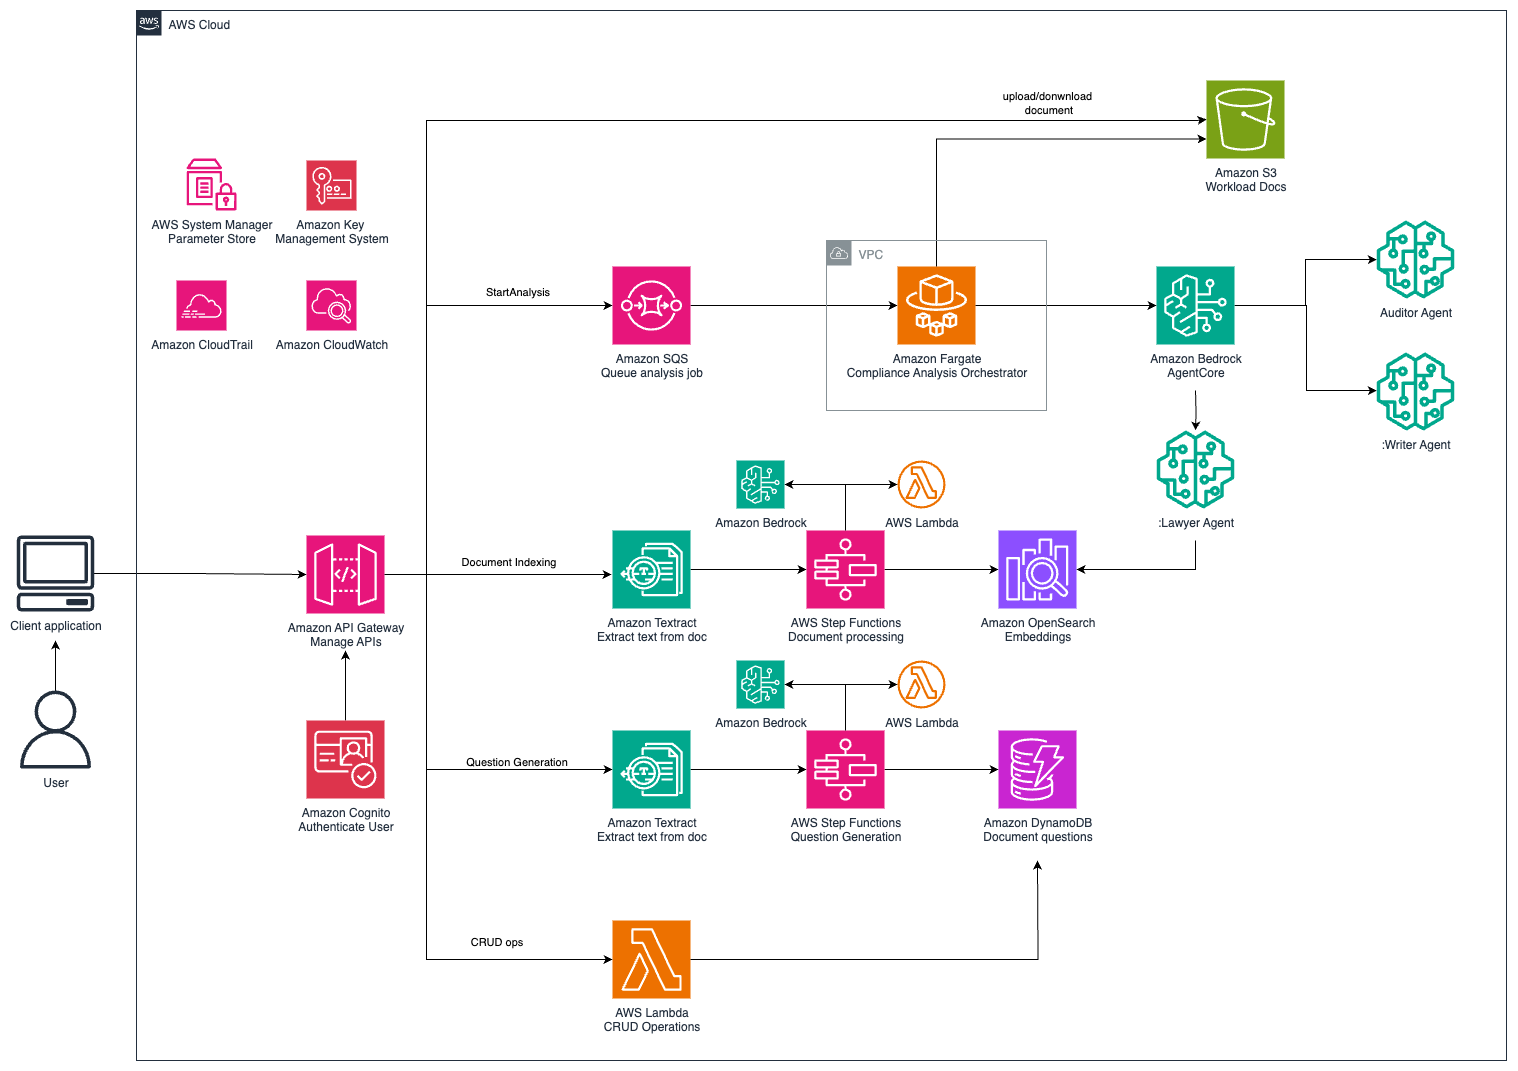 aws
AWS Cloud
upload/donwnload
document
Amazon S3
Workload Docs
AWS System Manager
Parameter Store
Amazon Key
Management System
VPC
Auditor Agent
StartAnalysis
Amazon CloudTrail
Amazon CloudWatch
Amazon SQS
Queue analysis job
Amazon Fargate
Compliance Analysis Orchestrator
Amazon Bedrock
AgentCore
:Writer Agent
Amazon Bedrock
AWS Lambda
:Lawyer Agent
Document Indexing
Client application
Amazon API Gateway
Manage APIs
Amazon Textract
Extract text from doc
AWS Step Functions
Document processing
Amazon OpenSearch
Embeddings
Amazon Bedrock
AWS Lambda
Question Generation
User
Amazon Cognito
Authenticate User
Amazon Textract
Extract text from doc
AWS Step Functions
Question Generation
Amazon DynamoDB
Document questions
CRUD ops
AWS Lambda
CRUD Operations